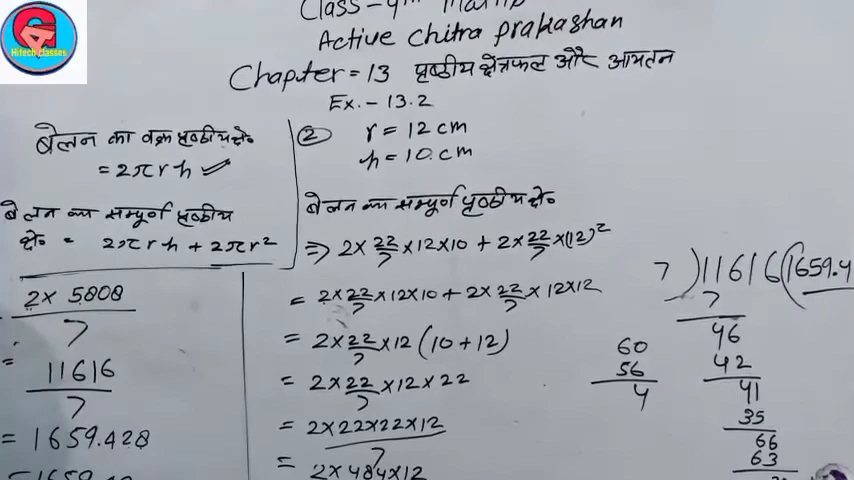 Hitech classes
Class-9th Maths
Active Chitra prakashan
Chapter = 13 पृष्ठीय क्षेत्रफल और आयतन
Ex.- 13.2
बेलन का वक्र पृष्ठीय क्षे०
= 2πrh ✓
बेलन का सम्पूर्ण पृष्ठीय
क्षे० = 2πrh + 2πr²
2 x 5808 / 7
= 11616 / 7
= 1659.428
② r = 12 cm
h = 10 cm
बेलन का सम्पूर्ण पृष्ठीय क्षे०
⇒ 2 x 22/7 x 12 x 10 + 2 x 22/7 x (12)²
= 2 x 22/7 x 12 x 10 + 2 x 22/7 x 12 x 12
= 2 x 22/7 x 12 (10 + 12)
= 2 x 22/7 x 12 x 22
= 2 x 22 x 22 x 12 / 7
= 2 x 484 x 12
7 ) 11616 ( 1659.4
7
46
42
41
35
66
63
60
56
4